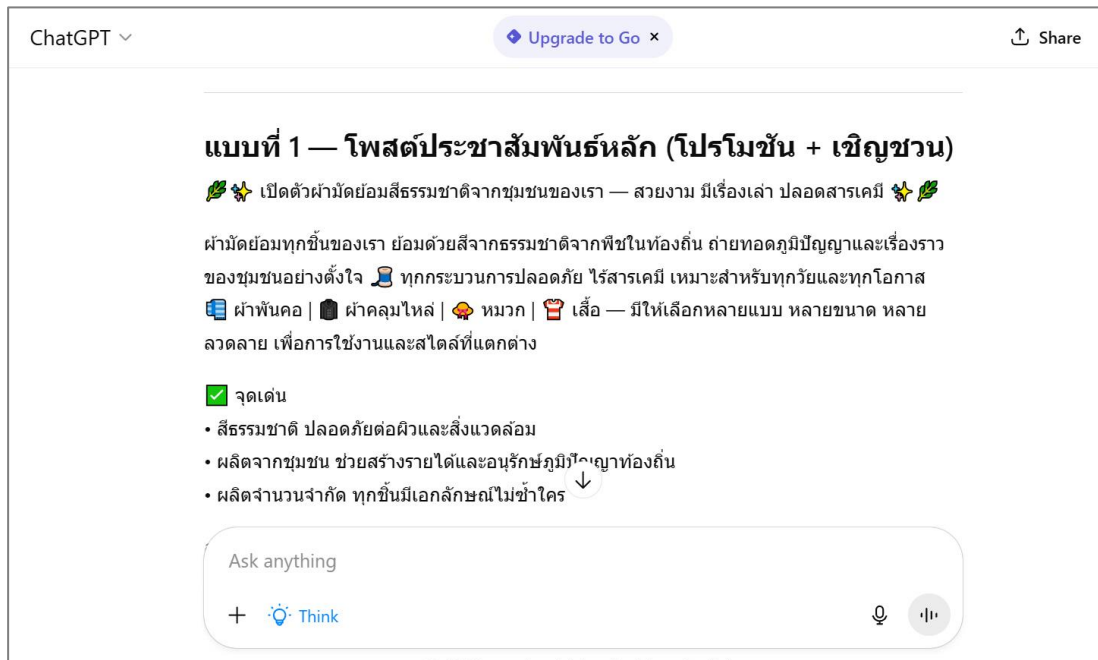 ChatGPT
Upgrade to Go ×
Share
แบบที่ 1 — โพสต์ประชาสัมพันธ์หลัก (โปรโมชัน + เชิญชวน)
🌿✨ เปิดตัวผ้ามัดย้อมสีธรรมชาติจากชุมชนของเรา — สวยงาม มีเรื่องเล่า ปลอดสารเคมี ✨🌿
ผ้ามัดย้อมทุกชิ้นของเรา ย้อมด้วยสีจากธรรมชาติจากพืชในท้องถิ่น ถ่ายทอดภูมิปัญญาและเรื่องราว
ของชุมชนอย่างตั้งใจ 🧵 ทุกกระบวนการปลอดภัย ไร้สารเคมี เหมาะสำหรับทุกวัยและทุกโอกาส
ผ้าพันคอ | ผ้าคลุมไหล่ | 👒 หมวก | เสื้อ — มีให้เลือกหลายแบบ หลายขนาด หลาย
ลวดลาย เพื่อการใช้งานและสไตล์ที่แตกต่าง
✅ จุดเด่น
• สีธรรมชาติ ปลอดภัยต่อผิวและสิ่งแวดล้อม
• ผลิตจากชุมชน ช่วยสร้างรายได้และอนุรักษ์ภูมิปัญญาท้องถิ่น
• ผลิตจำนวนจำกัด ทุกชิ้นมีเอกลักษณ์ไม่ซ้ำใคร
Ask anything
Think